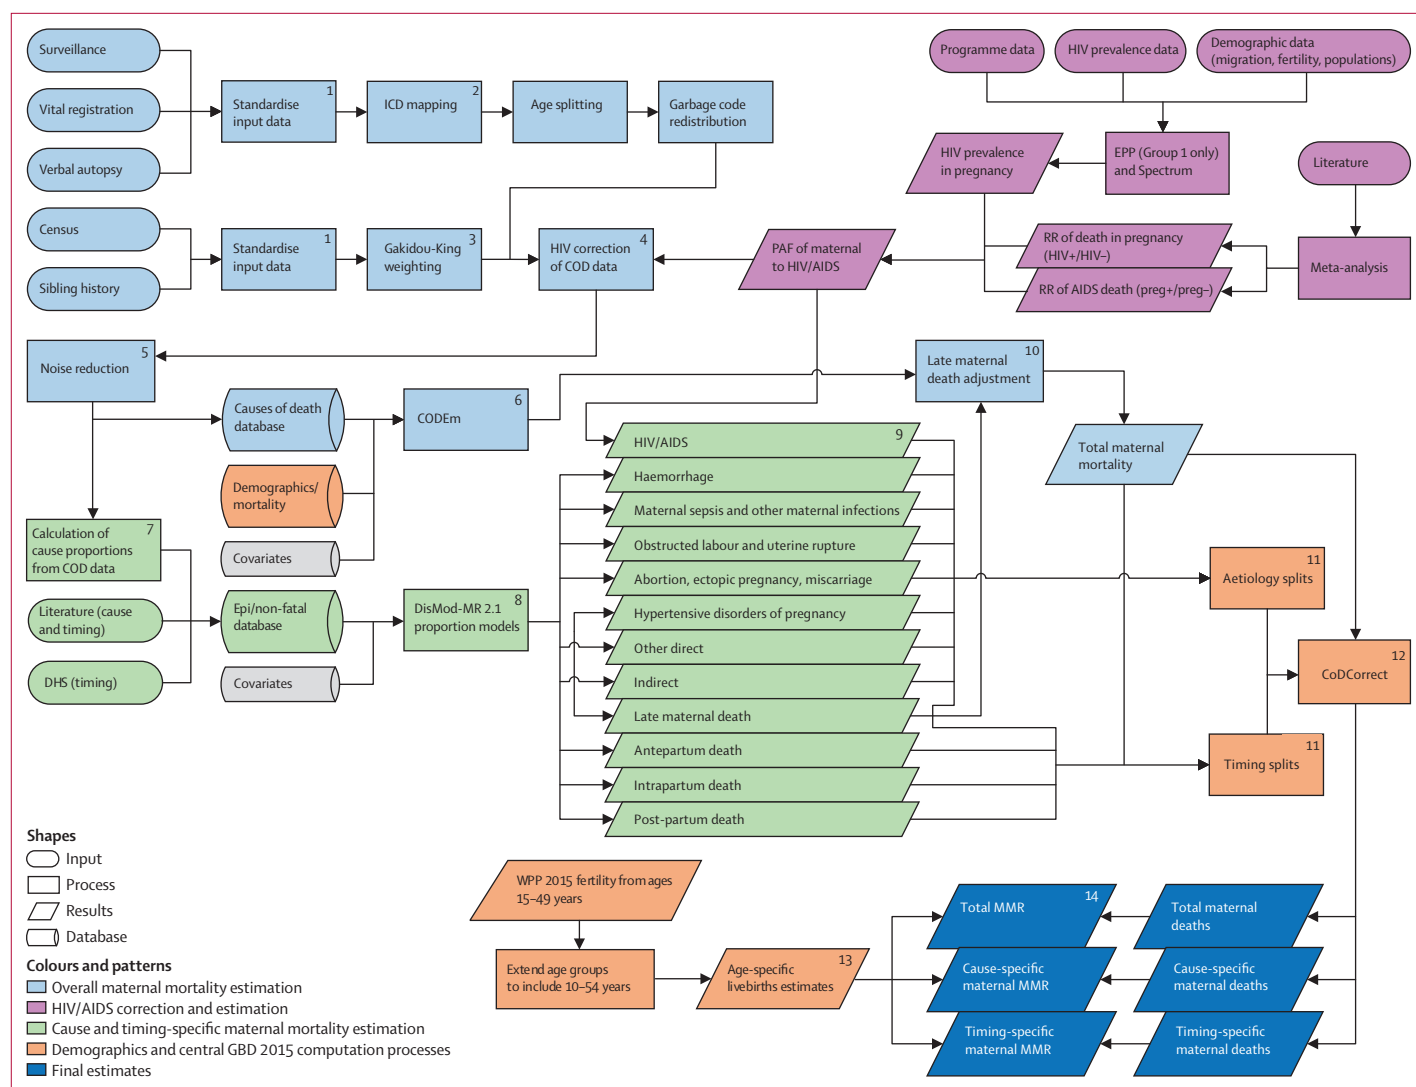 Surveillance
Vital registration
Verbal autopsy
Census
Sibling history
1
Standardise
input data
2
ICD mapping
Age splitting
Garbage code
redistribution
1
Standardise
input data
3
Gakidou-King
weighting
4
HIV correction
of COD data
Programme data
HIV prevalence data
Demographic data
(migration, fertility, populations)
HIV prevalence
in pregnancy
EPP (Group 1 only)
and Spectrum
Literature
PAF of maternal
to HIV/AIDS
RR of death in pregnancy
(HIV+/HIV–)
RR of AIDS death (preg+/preg–)
Meta-analysis
5
Noise reduction
Causes of death
database
6
CODEm
Demographics/
mortality
Covariates
10
Late maternal
death adjustment
Total maternal
mortality
7
Calculation of
cause proportions
from COD data
Literature (cause
and timing)
DHS (timing)
Epi/non-fatal
database
Covariates
8
DisMod-MR 2.1
proportion models
9
HIV/AIDS
Haemorrhage
Maternal sepsis and other maternal infections
Obstructed labour and uterine rupture
Abortion, ectopic pregnancy, miscarriage
Hypertensive disorders of pregnancy
Other direct
Indirect
Late maternal death
Antepartum death
Intrapartum death
Post-partum death
11
Aetiology splits
12
CoDCorrect
11
Timing splits
Shapes
Input
Process
Results
Database
Colours and patterns
Overall maternal mortality estimation
HIV/AIDS correction and estimation
Cause and timing-specific maternal mortality estimation
Demographics and central GBD 2015 computation processes
Final estimates
WPP 2015 fertility from ages
15–49 years
Extend age groups
to include 10–54 years
13
Age-specific
livebirths estimates
14
Total MMR
Total maternal
deaths
Cause-specific
maternal MMR
Cause-specific
maternal deaths
Timing-specific
maternal MMR
Timing-specific
maternal deaths